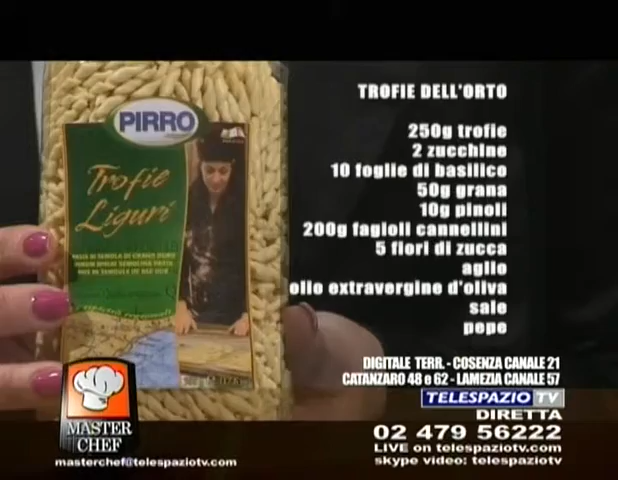 PIRRO
Trofie
Liguri
TROFIE DELL'ORTO
250g trofie
2 zucchine
10 foglie di basilico
50g grana
10g pinoli
200g fagioli cannellini
5 fiori di zucca
aglio
olio extravergine d'oliva
sale
pepe
DIGITALE TERR. - COSENZA CANALE 21
CATANZARO 48 e 62 - LAMEZIA CANALE 57
TELESPAZIO TV
DIRETTA
02 479 56222
LIVE on telespaziotv.com
skype video: telespaziotv
MASTER
CHEF
masterchef@telespaziotv.com